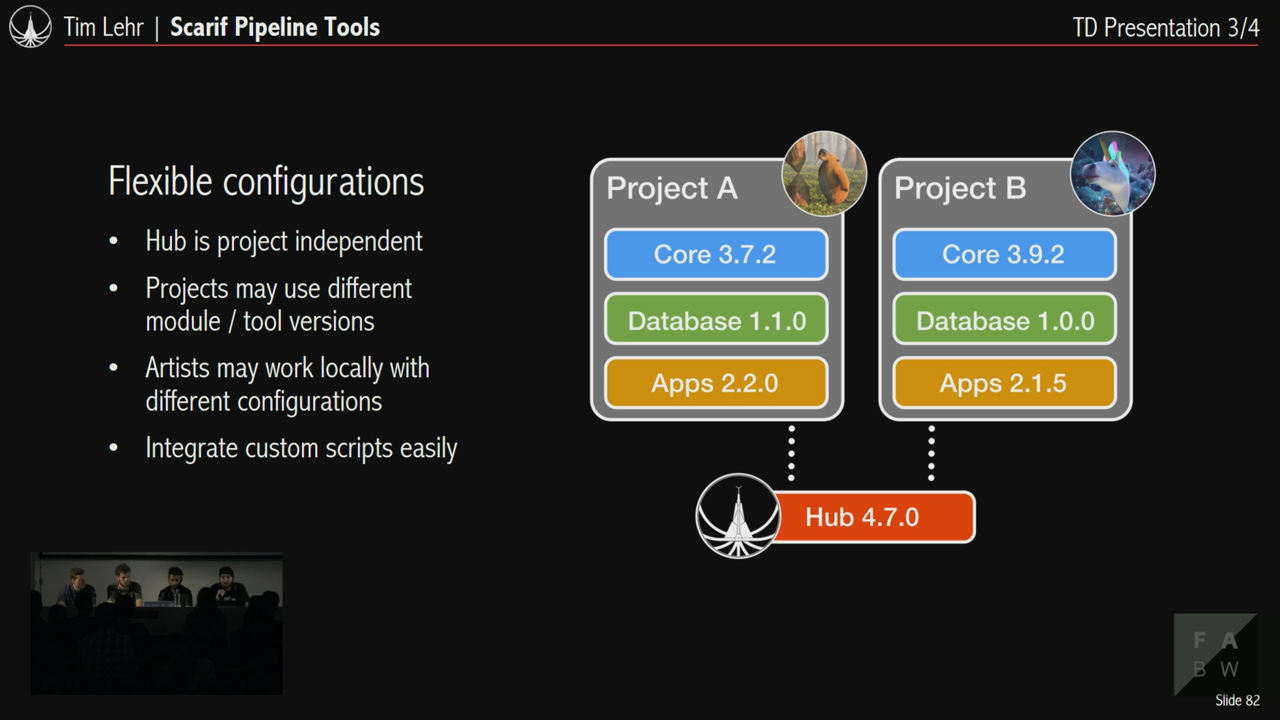 Tim Lehr | Scarif Pipeline Tools
TD Presentation 3/4
Flexible configurations
• Hub is project independent
• Projects may use different
module / tool versions
• Artists may work locally with
different configurations
• Integrate custom scripts easily
Project A
Core 3.7.2
Database 1.1.0
Apps 2.2.0
Project B
Core 3.9.2
Database 1.0.0
Apps 2.1.5
Hub 4.7.0
F A
B W
Slide 82